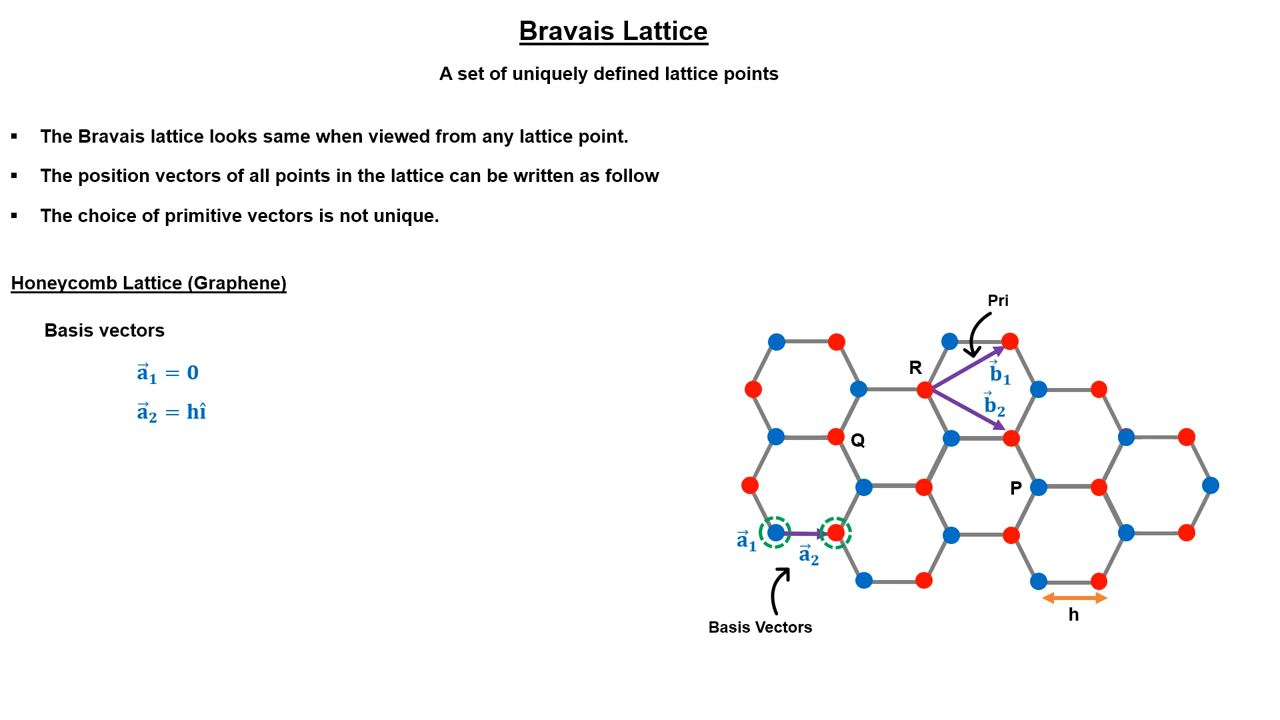 Bravais Lattice
A set of uniquely defined lattice points
▪ The Bravais lattice looks same when viewed from any lattice point.
▪ The position vectors of all points in the lattice can be written as follow
▪ The choice of primitive vectors is not unique.
Honeycomb Lattice (Graphene)
Basis vectors
a⃗₁ = 0
a⃗₂ = hî
Pri
R
b⃗₁
b⃗₂
Q
P
a⃗₁
a⃗₂
h
Basis Vectors